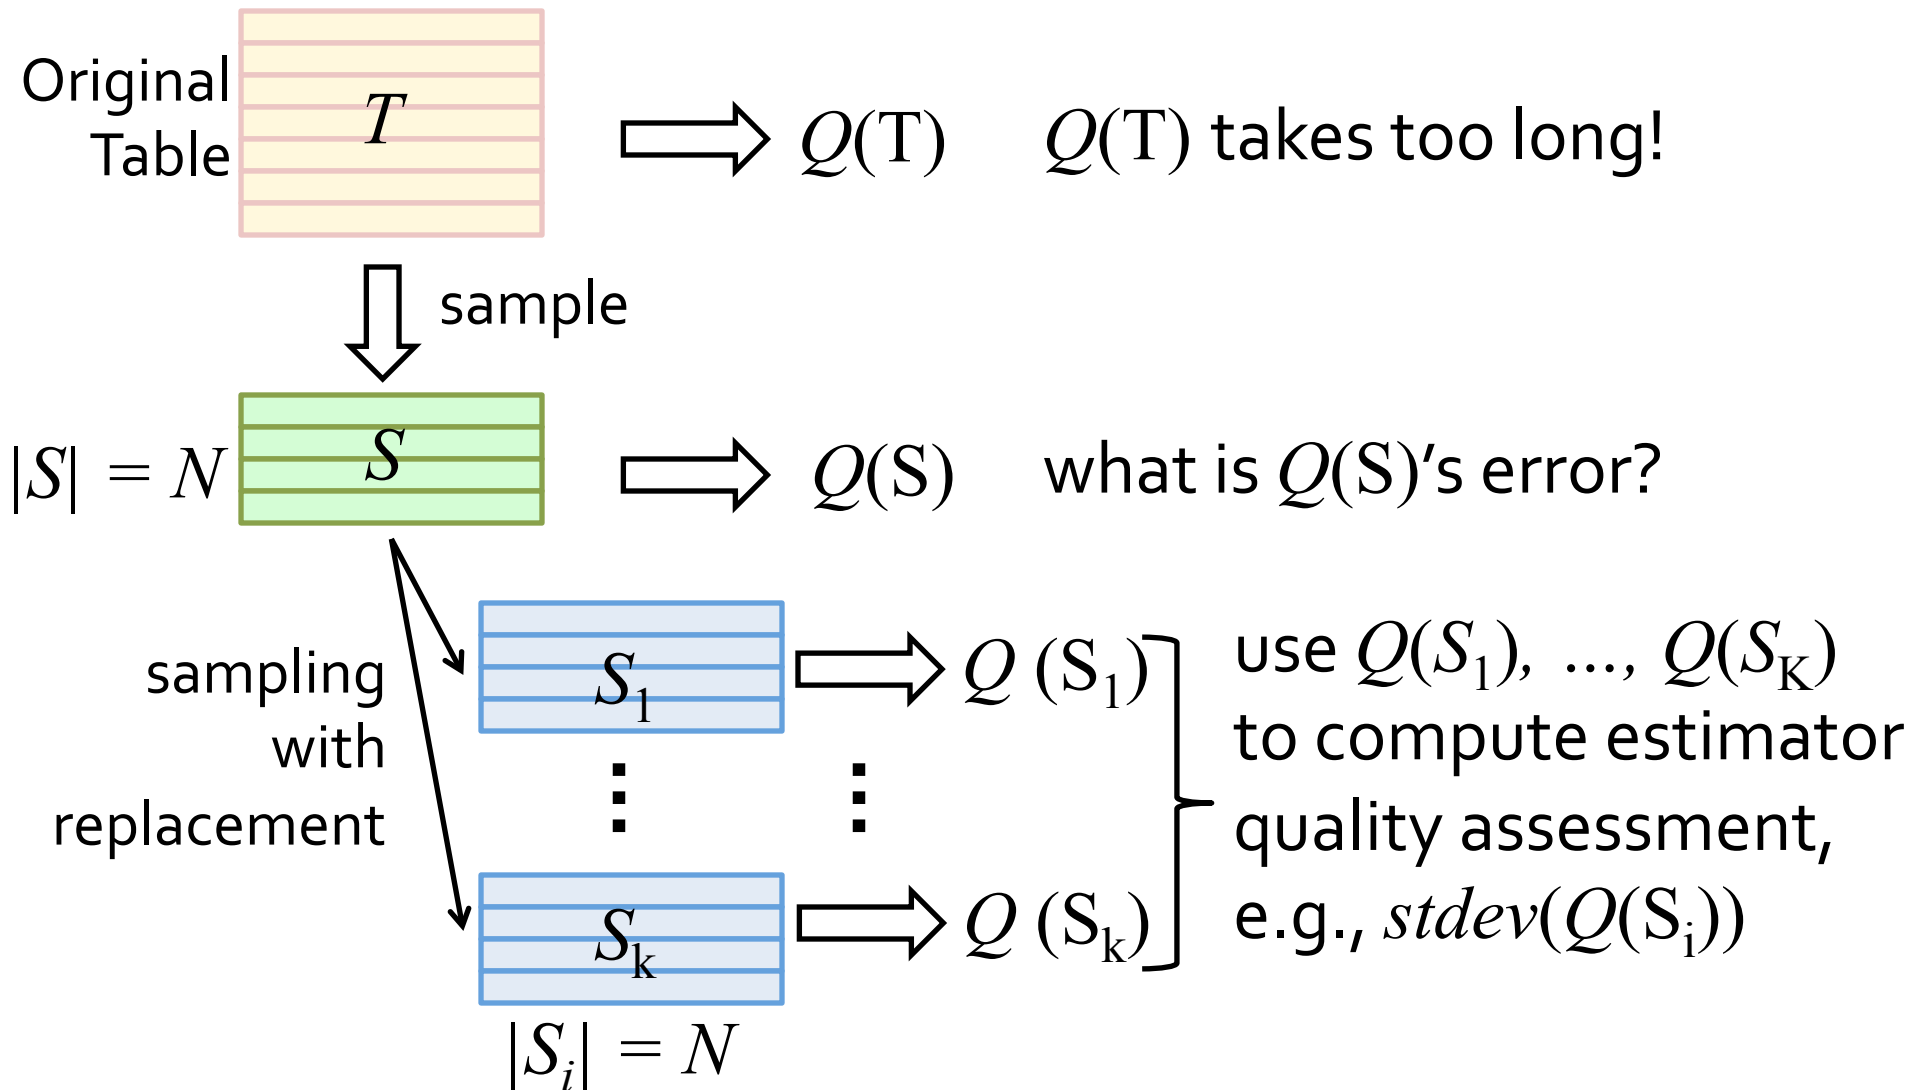 Original
Table
T
Q(T)
Q(T) takes too long!
sample
|S| = N
S
Q(S)
what is Q(S)'s error?
sampling
with
replacement
S1
Q (S1)
Sk
Q (Sk)
|Si| = N
use Q(S1), ..., Q(SK)
to compute estimator
quality assessment,
e.g., stdev(Q(Si))